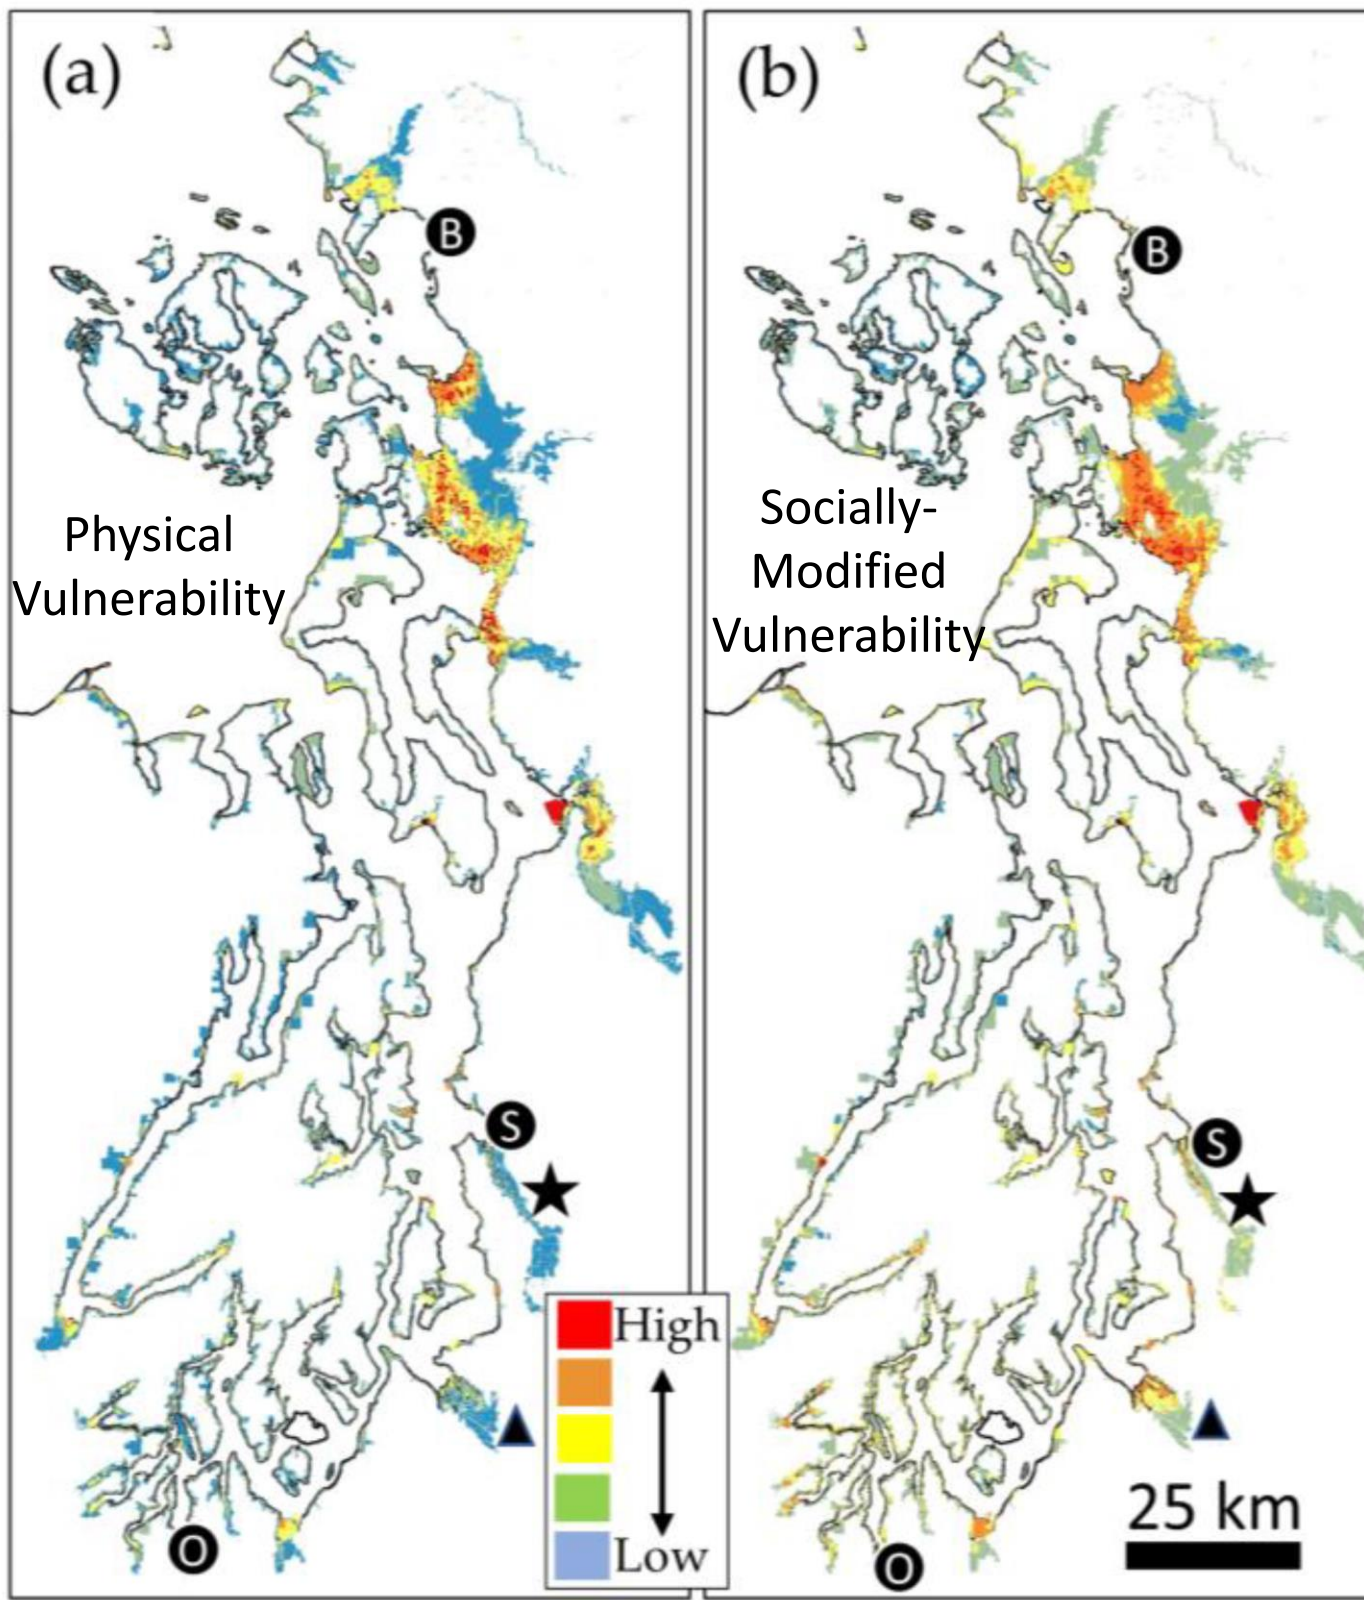 (a)
(b)
B
B
Physical
Vulnerability
Socially-
Modified
Vulnerability
S
S
High
Low
25 km
O
O